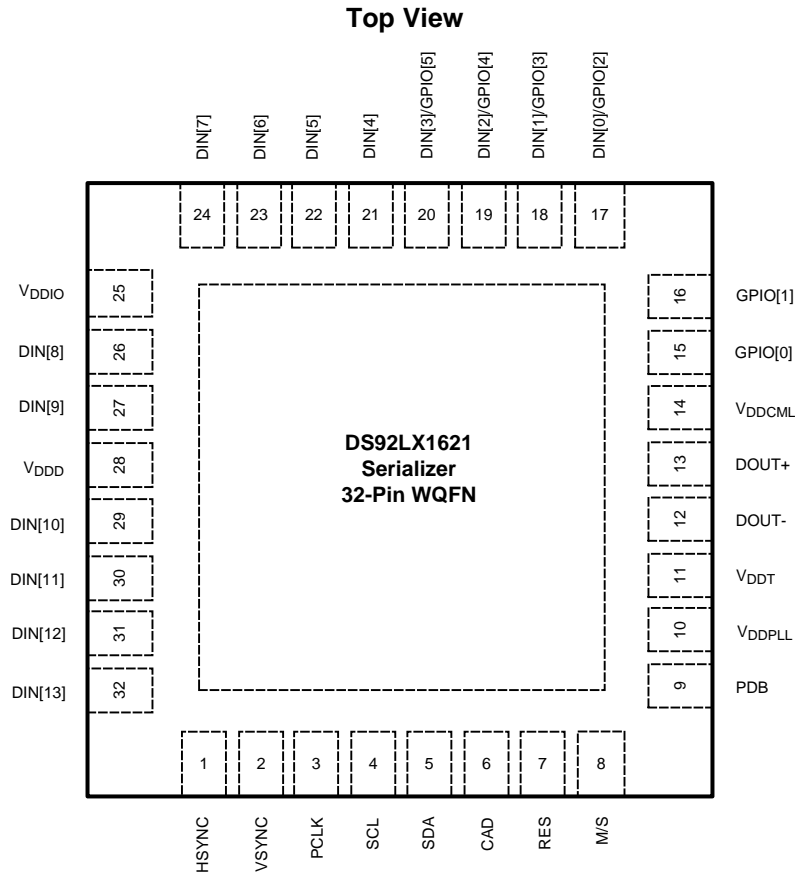 Top View
DIN[7]
DIN[6]
DIN[5]
DIN[4]
DIN[3]/GPIO[5]
DIN[2]/GPIO[4]
DIN[1]/GPIO[3]
DIN[0]/GPIO[2]
24
23
22
21
20
19
18
17
VDDIO
25
DIN[8]
26
DIN[9]
27
VDDD
28
DIN[10]
29
DIN[11]
30
DIN[12]
31
DIN[13]
32
DS92LX1621
Serializer
32-Pin WQFN
16
GPIO[1]
15
GPIO[0]
14
VDDCML
13
DOUT+
12
DOUT-
11
VDDT
10
VDDPLL
9
PDB
1
2
3
4
5
6
7
8
HSYNC
VSYNC
PCLK
SCL
SDA
CAD
RES
M/S